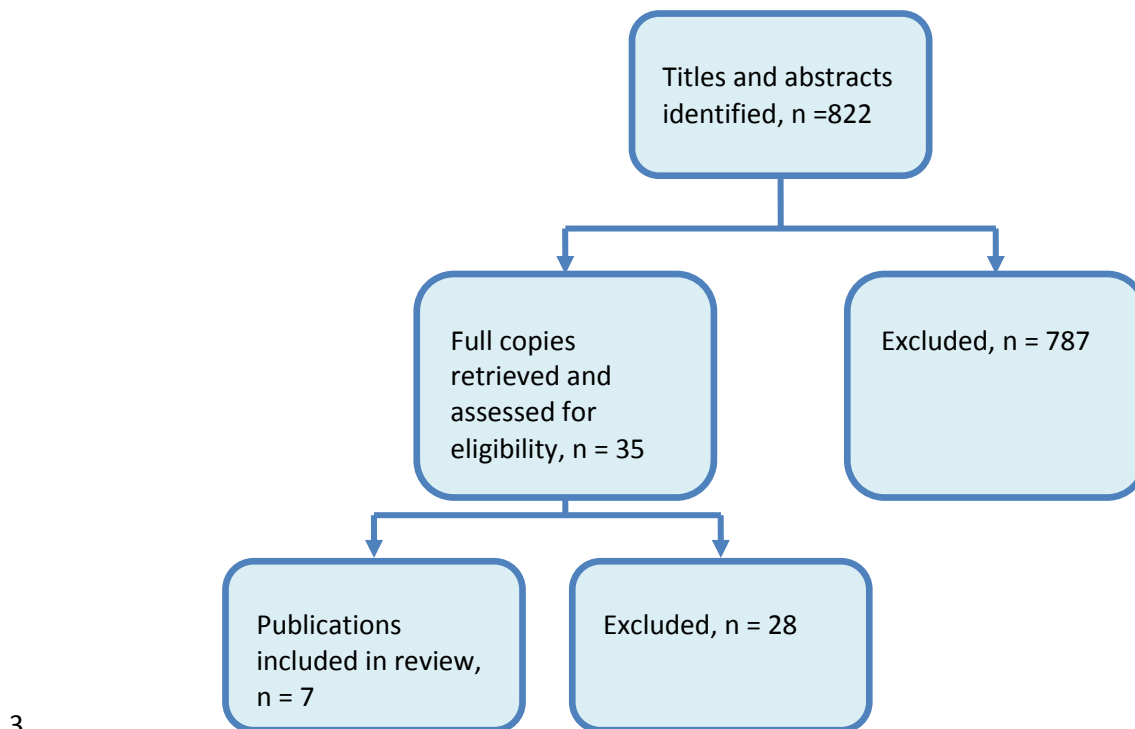 Titles and abstracts
identified, n =822
Full copies
retrieved and
assessed for
eligibility, n = 35
Excluded, n = 787
Publications
included in review,
n = 7
Excluded, n = 28
3